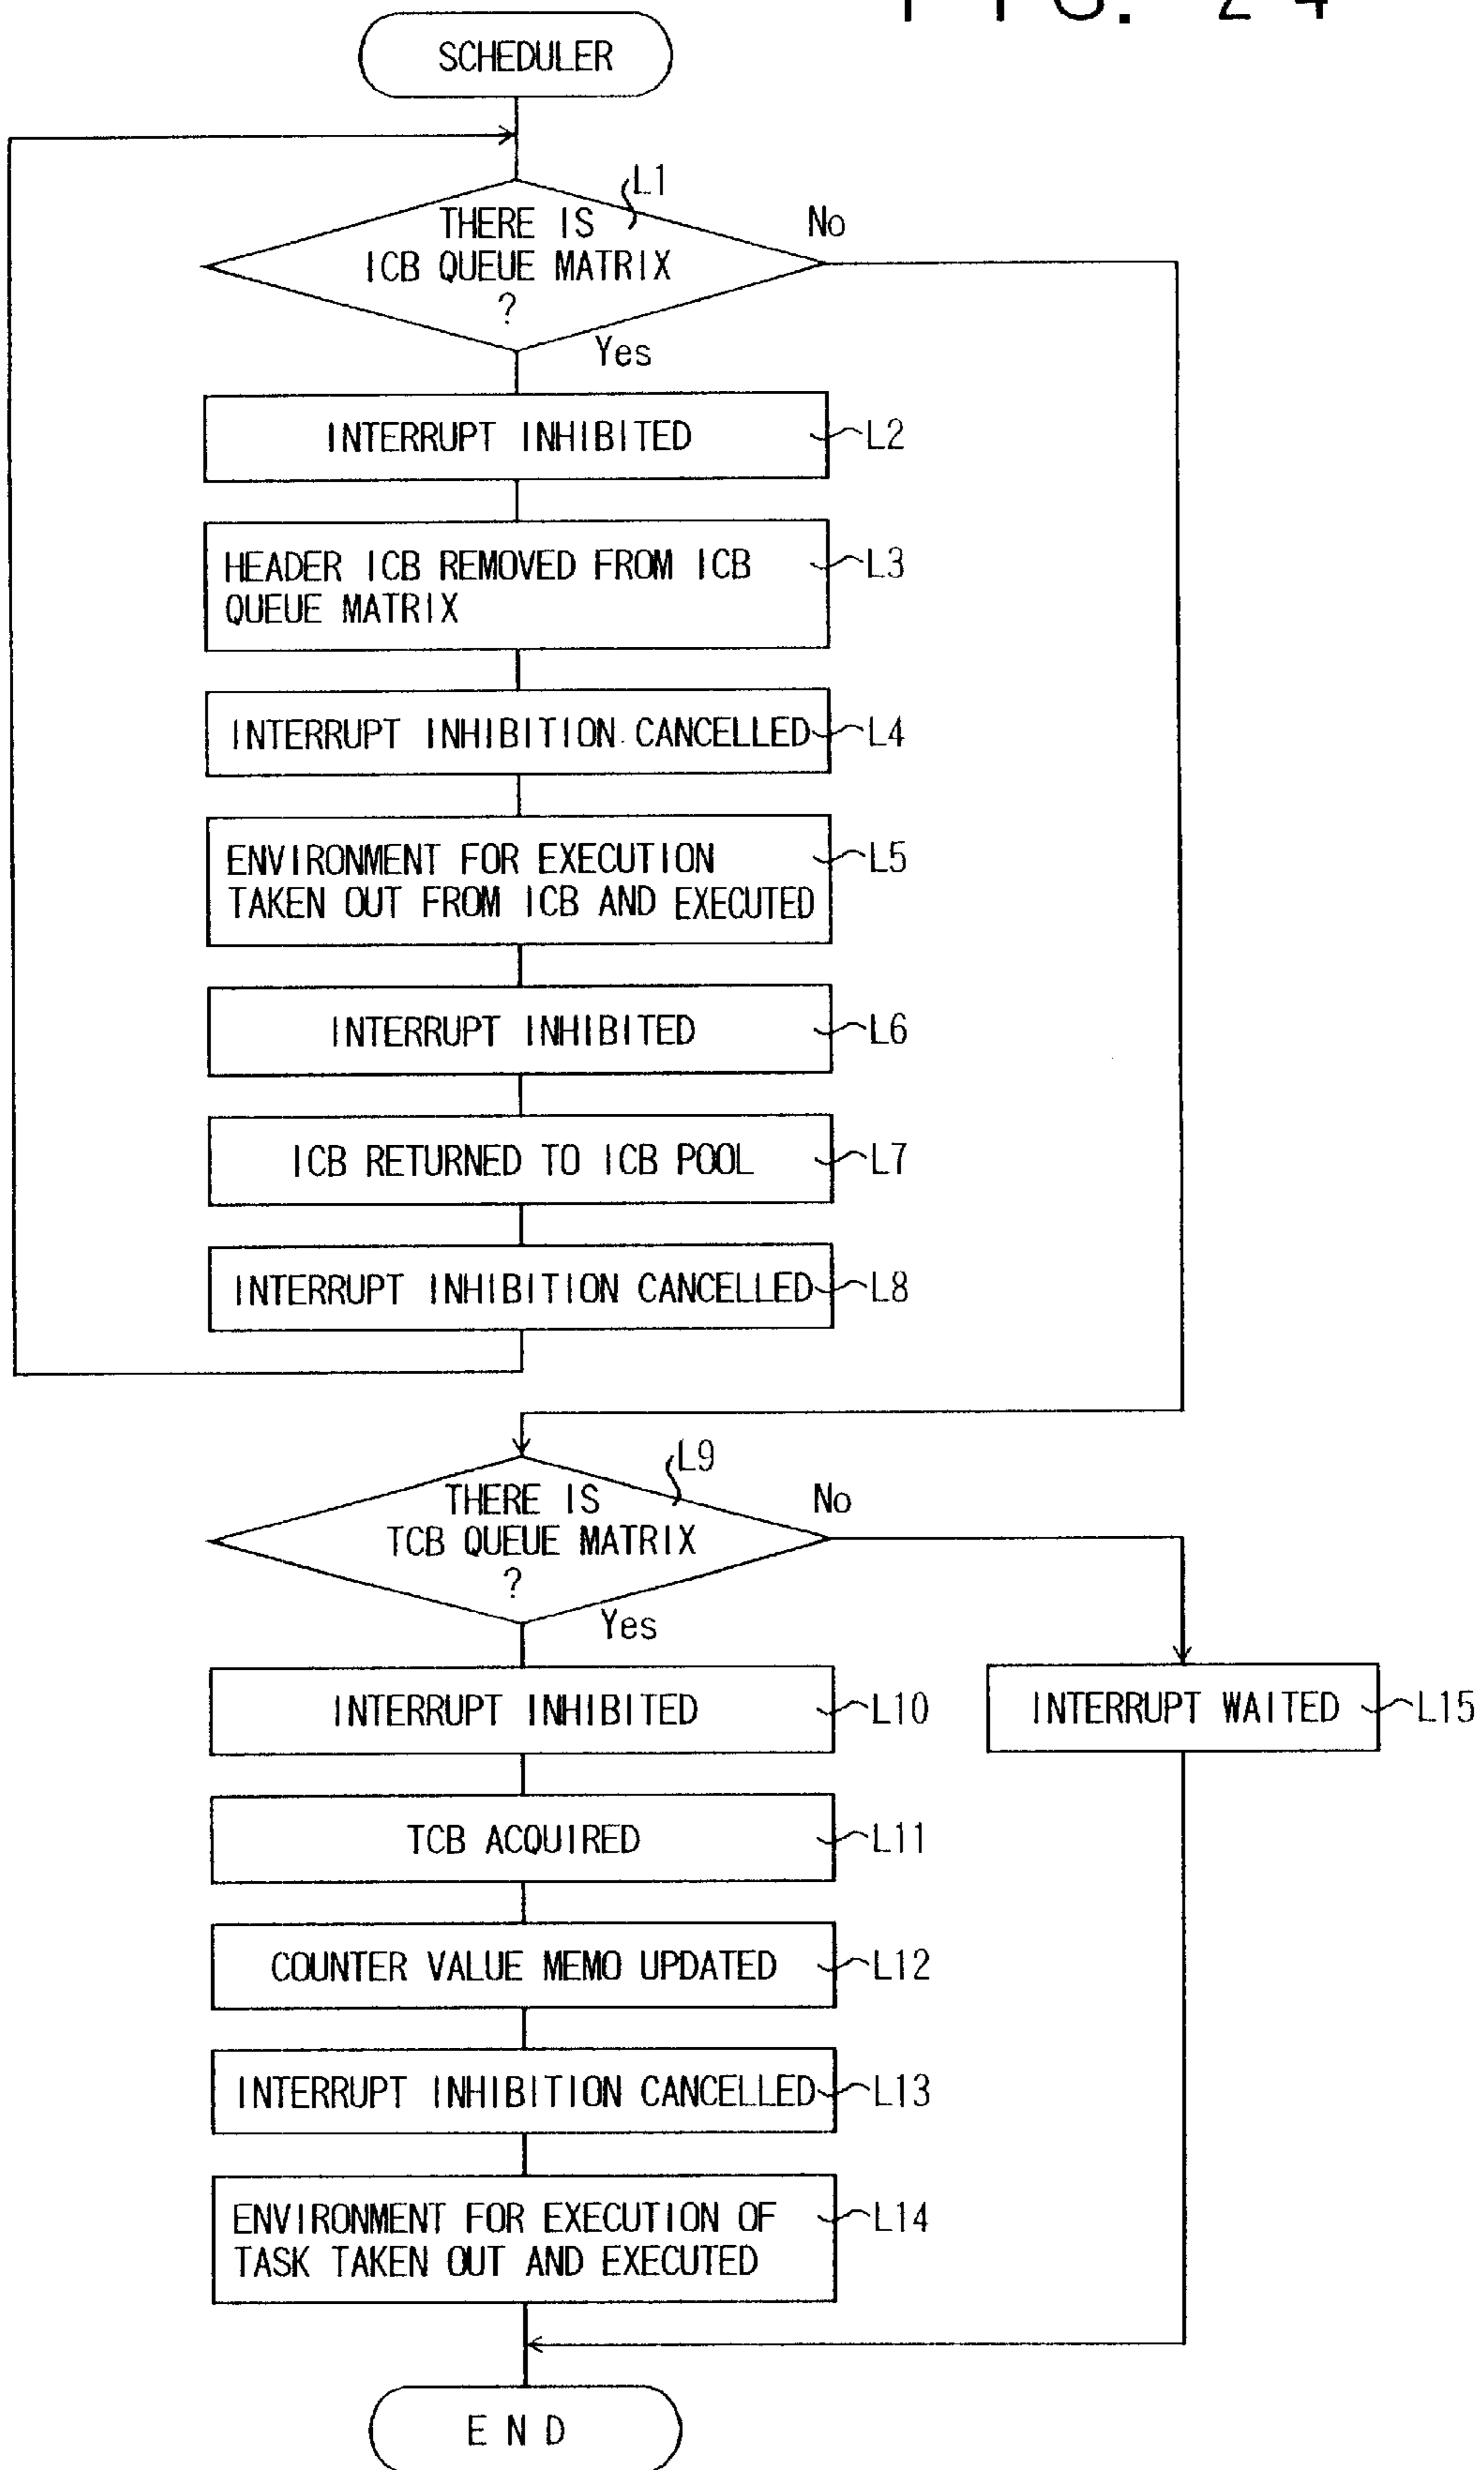 FIG. 24
SCHEDULER
L1
THERE IS
ICB QUEUE MATRIX
?
No
Yes
INTERRUPT INHIBITED
L2
HEADER ICB REMOVED FROM ICB
QUEUE MATRIX
L3
INTERRUPT INHIBITION CANCELLED
L4
ENVIRONMENT FOR EXECUTION
TAKEN OUT FROM ICB AND EXECUTED
L5
INTERRUPT INHIBITED
L6
ICB RETURNED TO ICB POOL
L7
INTERRUPT INHIBITION CANCELLED
L8
L9
THERE IS
TCB QUEUE MATRIX
?
No
Yes
INTERRUPT INHIBITED
L10
INTERRUPT WAITED
L15
TCB ACQUIRED
L11
COUNTER VALUE MEMO UPDATED
L12
INTERRUPT INHIBITION CANCELLED
L13
ENVIRONMENT FOR EXECUTION OF
TASK TAKEN OUT AND EXECUTED
L14
END